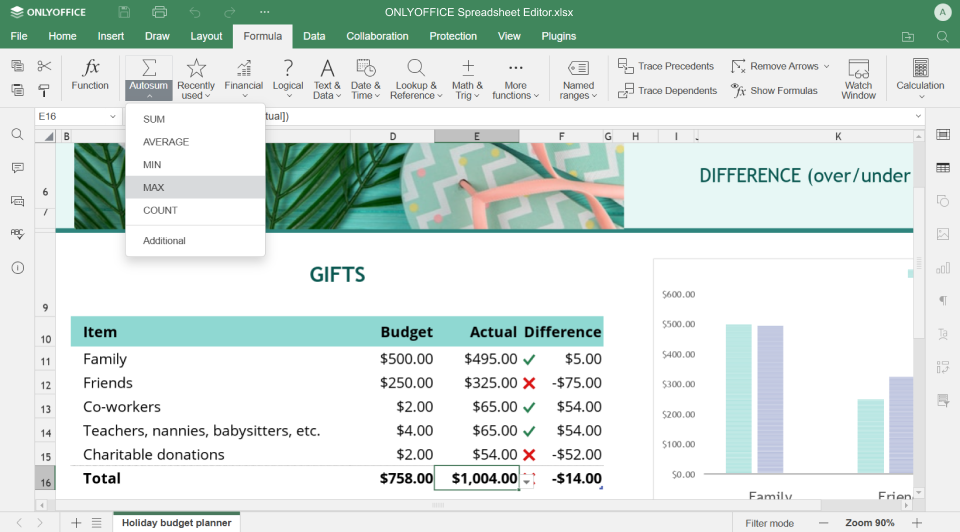 ONLYOFFICE
ONLYOFFICE Spreadsheet Editor.xlsx
A
File Home Insert Draw Layout Formula Data Collaboration Protection View Plugins
Function
Autosum
Recently used
Financial
Logical
Text & Data
Date & Time
Lookup & Reference
Math & Trig
More functions
Named ranges
Trace Precedents
Trace Dependents
Remove Arrows
Show Formulas
Watch Window
Calculation
E16
tual])
SUM
AVERAGE
MIN
MAX
COUNT
Additional
B D E F G H I K
6
7
DIFFERENCE (over/under
GIFTS
9
10 Item Budget Actual Difference
11 Family $500.00 $495.00 $5.00
12 Friends $250.00 $325.00 -$75.00
13 Co-workers $2.00 $65.00 $54.00
14 Teachers, nannies, babysitters, etc. $4.00 $65.00 $54.00
15 Charitable donations $2.00 $54.00 -$52.00
16 Total $758.00 $1,004.00 -$14.00
$600.00
$500.00
$400.00
$300.00
$200.00
$100.00
$0.00
Family Frien
Holiday budget planner
Filter mode
Zoom 90%